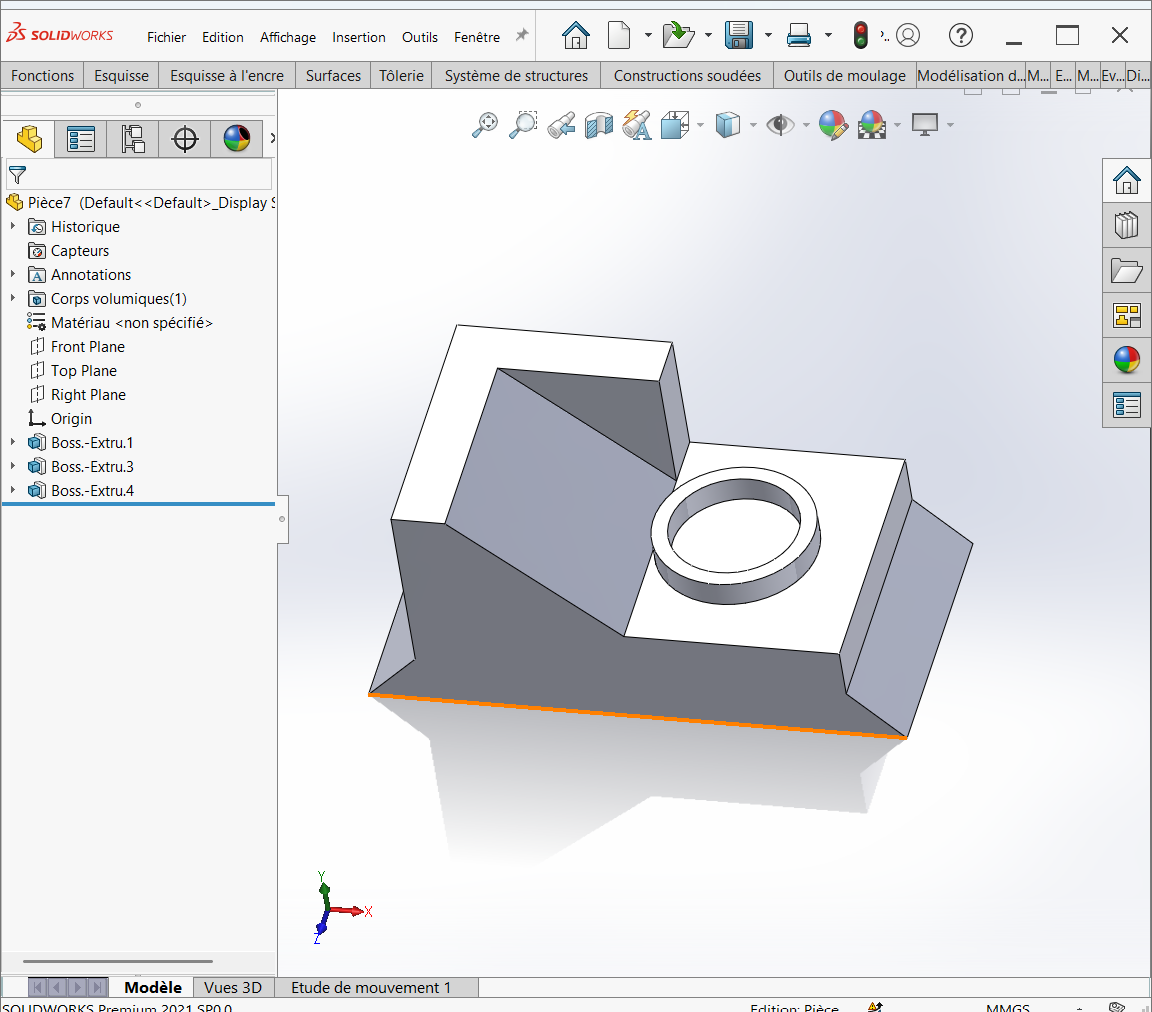 SOLIDWORKS Fichier Edition Affichage Insertion Outils Fenêtre
Fonctions Esquisse Esquisse à l'encre Surfaces Tôlerie Système de structures Constructions soudées Outils de moulage Modélisation d... M... E... M... Ev... Di...
Pièce7 (Default<<Default>_Display S
Historique
Capteurs
Annotations
Corps volumiques(1)
Matériau <non spécifié>
Front Plane
Top Plane
Right Plane
Origin
Boss.-Extru.1
Boss.-Extru.3
Boss.-Extru.4
Y
X
Z
Modèle Vues 3D Etude de mouvement 1
SOLIDWORKS Premium 2021 SP0.0 Edition: Pièce MMGS